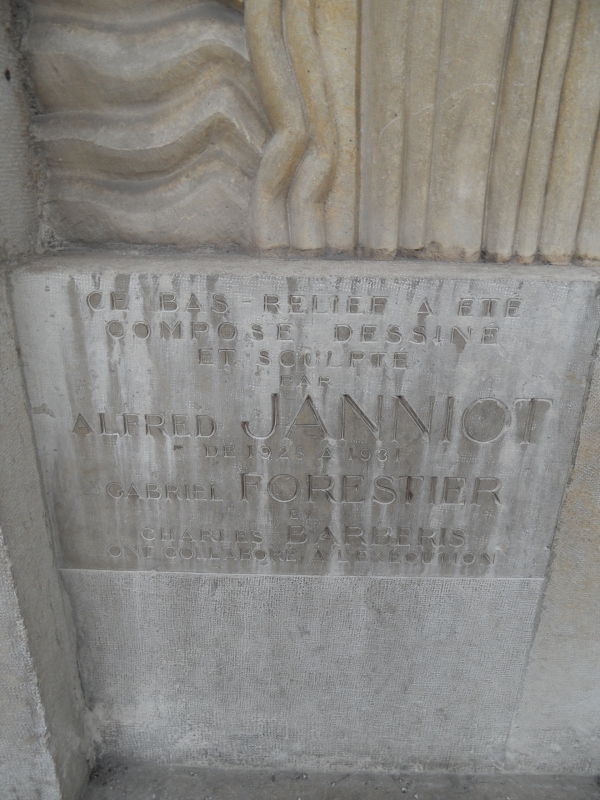 CE BAS-RELIEF A ETE
COMPOSE DESSINE
ET SCULPTE
PAR
ALFRED JANNIOT
DE 1928 A 1931
GABRIEL FORESTIER
ET
CHARLES BARBERIS
ONT COLLABORE A L'EXECUTION